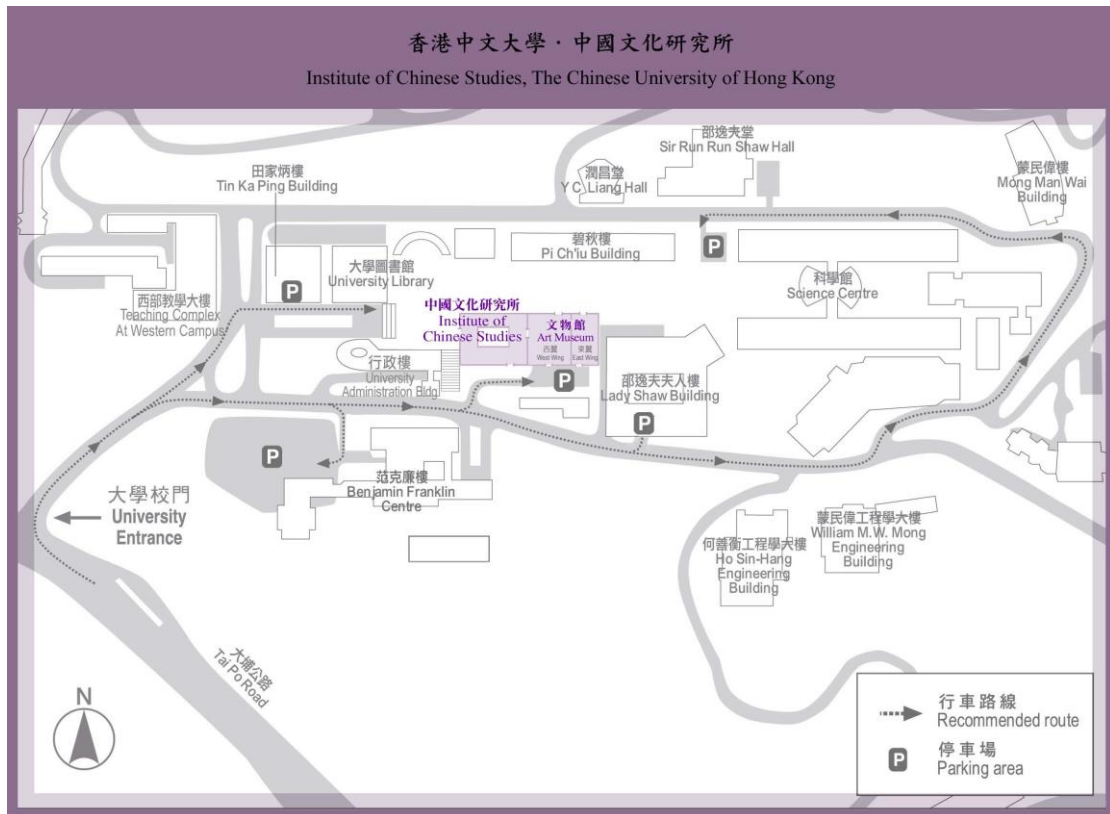 香港中文大學．中國文化研究所
Institute of Chinese Studies, The Chinese University of Hong Kong
邵逸夫堂
Sir Run Run Shaw Hall
田家炳樓
Tin Ka Ping Building
潤昌堂
Y C Liang Hall
蒙民偉樓
Mong Man Wai
Building
碧秋樓
Pi Ch'iu Building
P
大學圖書館
University Library
P
科學館
Science Centre
西部教學大樓
Teaching Complex
At Western Campus
中國文化研究所
Institute of
Chinese Studies
文物館
Art Museum
西翼
West Wing
東翼
East Wing
行政樓
University
Administration Bldg
P
邵逸夫夫人樓
Lady Shaw Building
P
P
范克廉樓
Benjamin Franklin
Centre
大學校門
University
Entrance
何善衡工程學大樓
Ho Sin-Hang
Engineering
Building
蒙民偉工程學大樓
William M.W. Mong
Engineering
Building
大埔公路
Tai Po Road
N
行車路線
Recommended route
P
停車場
Parking area